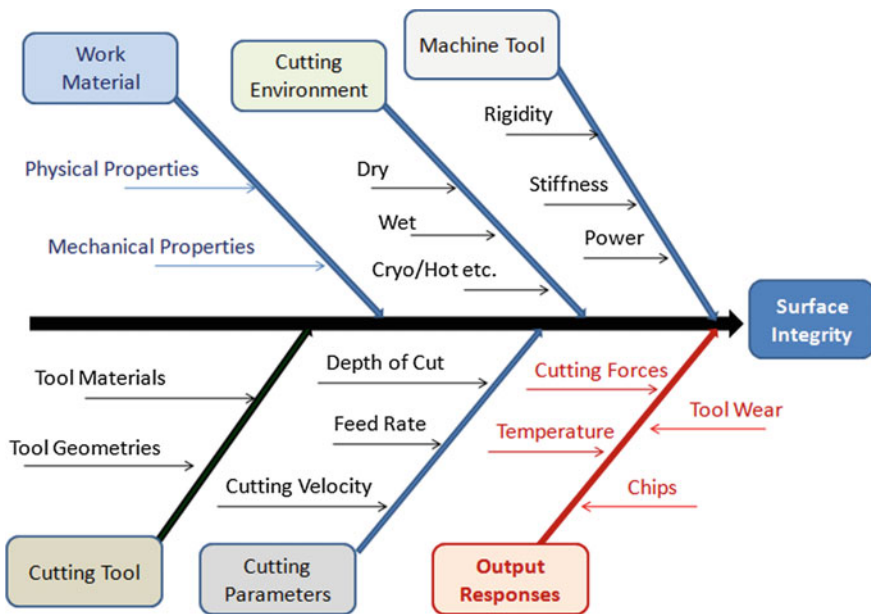 Work
Material
Cutting
Environment
Machine Tool
Physical Properties
Mechanical Properties
Dry
Wet
Cryo/Hot etc.
Rigidity
Stiffness
Power
Surface
Integrity
Tool Materials
Tool Geometries
Depth of Cut
Feed Rate
Cutting Velocity
Cutting Forces
Tool Wear
Temperature
Chips
Cutting Tool
Cutting
Parameters
Output
Responses